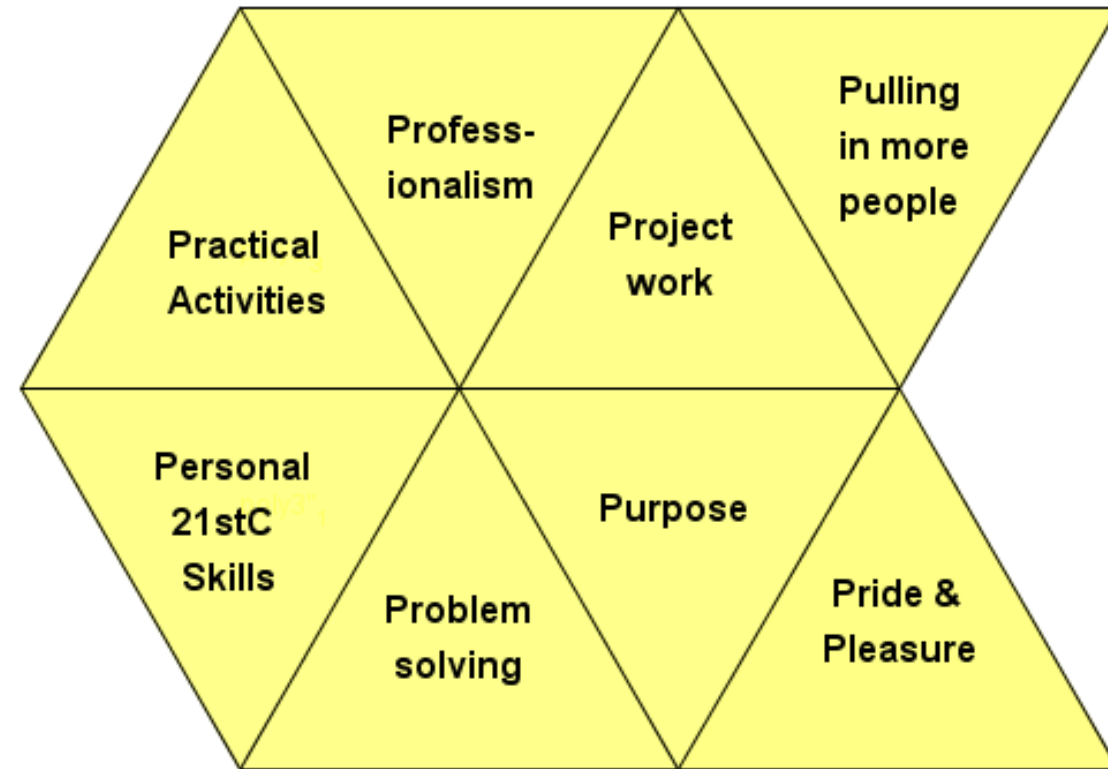 Practical
Activities
Profess-
ionalism
Project
work
Pulling
in more
people
Personal
21stC
Skills
Problem
solving
Purpose
Pride &
Pleasure